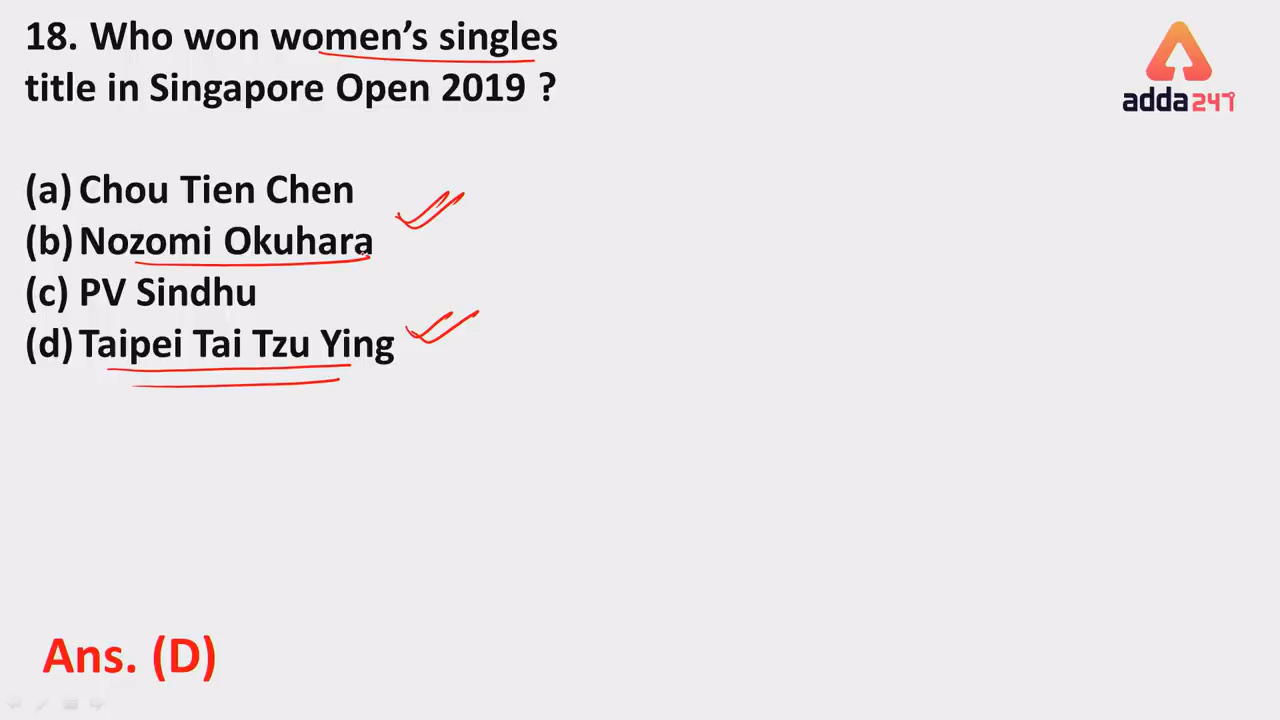 18. Who won women's singles
title in Singapore Open 2019 ?
adda247
(a) Chou Tien Chen
(b) Nozomi Okuhara
(c) PV Sindhu
(d) Taipei Tai Tzu Ying
Ans. (D)